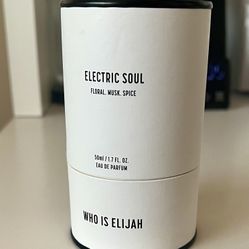 ELECTRIC SOUL
FLORAL. MUSK. SPICE
50ml / 1.7 FL. OZ.
EAU DE PARFUM
WHO IS ELIJAH